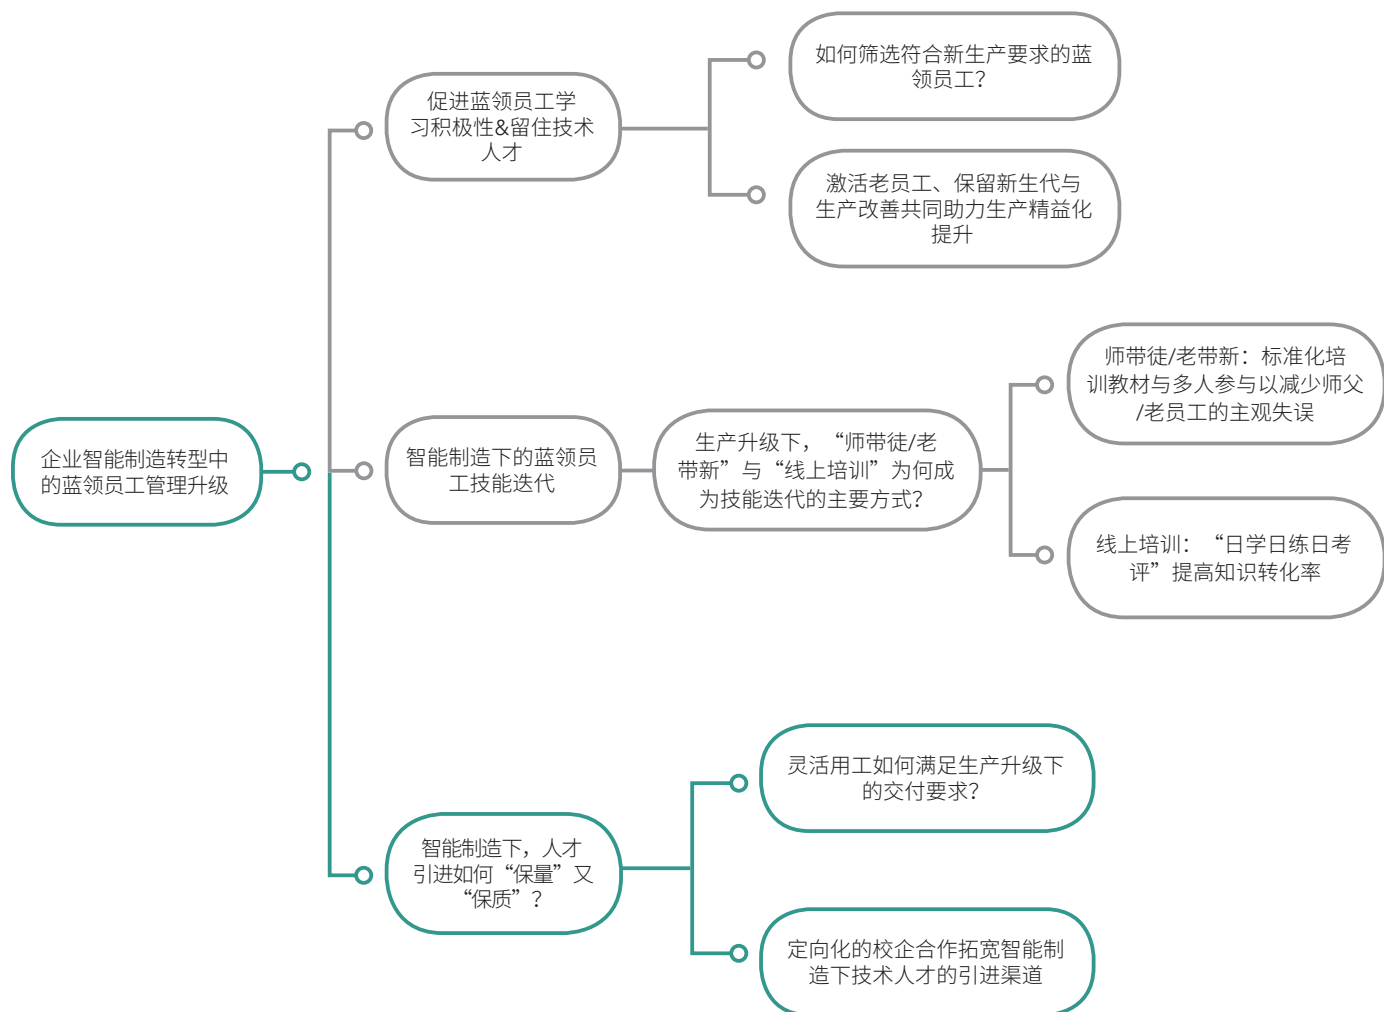 企业智能制造转型中
的蓝领员工管理升级
促进蓝领员工学
习积极性&留住技术
人才
如何筛选符合新生产要求的蓝
领员工？
激活老员工、保留新生代与
生产改善共同助力生产精益化
提升
智能制造下的蓝领员
工技能迭代
生产升级下，“师带徒/老
带新”与“线上培训”为何成
为技能迭代的主要方式？
师带徒/老带新：标准化培
训教材与多人参与以减少师父
/老员工的主观失误
线上培训：“日学日练日考
评”提高知识转化率
智能制造下，人才
引进如何“保量”又
“保质”？
灵活用工如何满足生产升级下
的交付要求？
定向化的校企合作拓宽智能制
造下技术人才的引进渠道